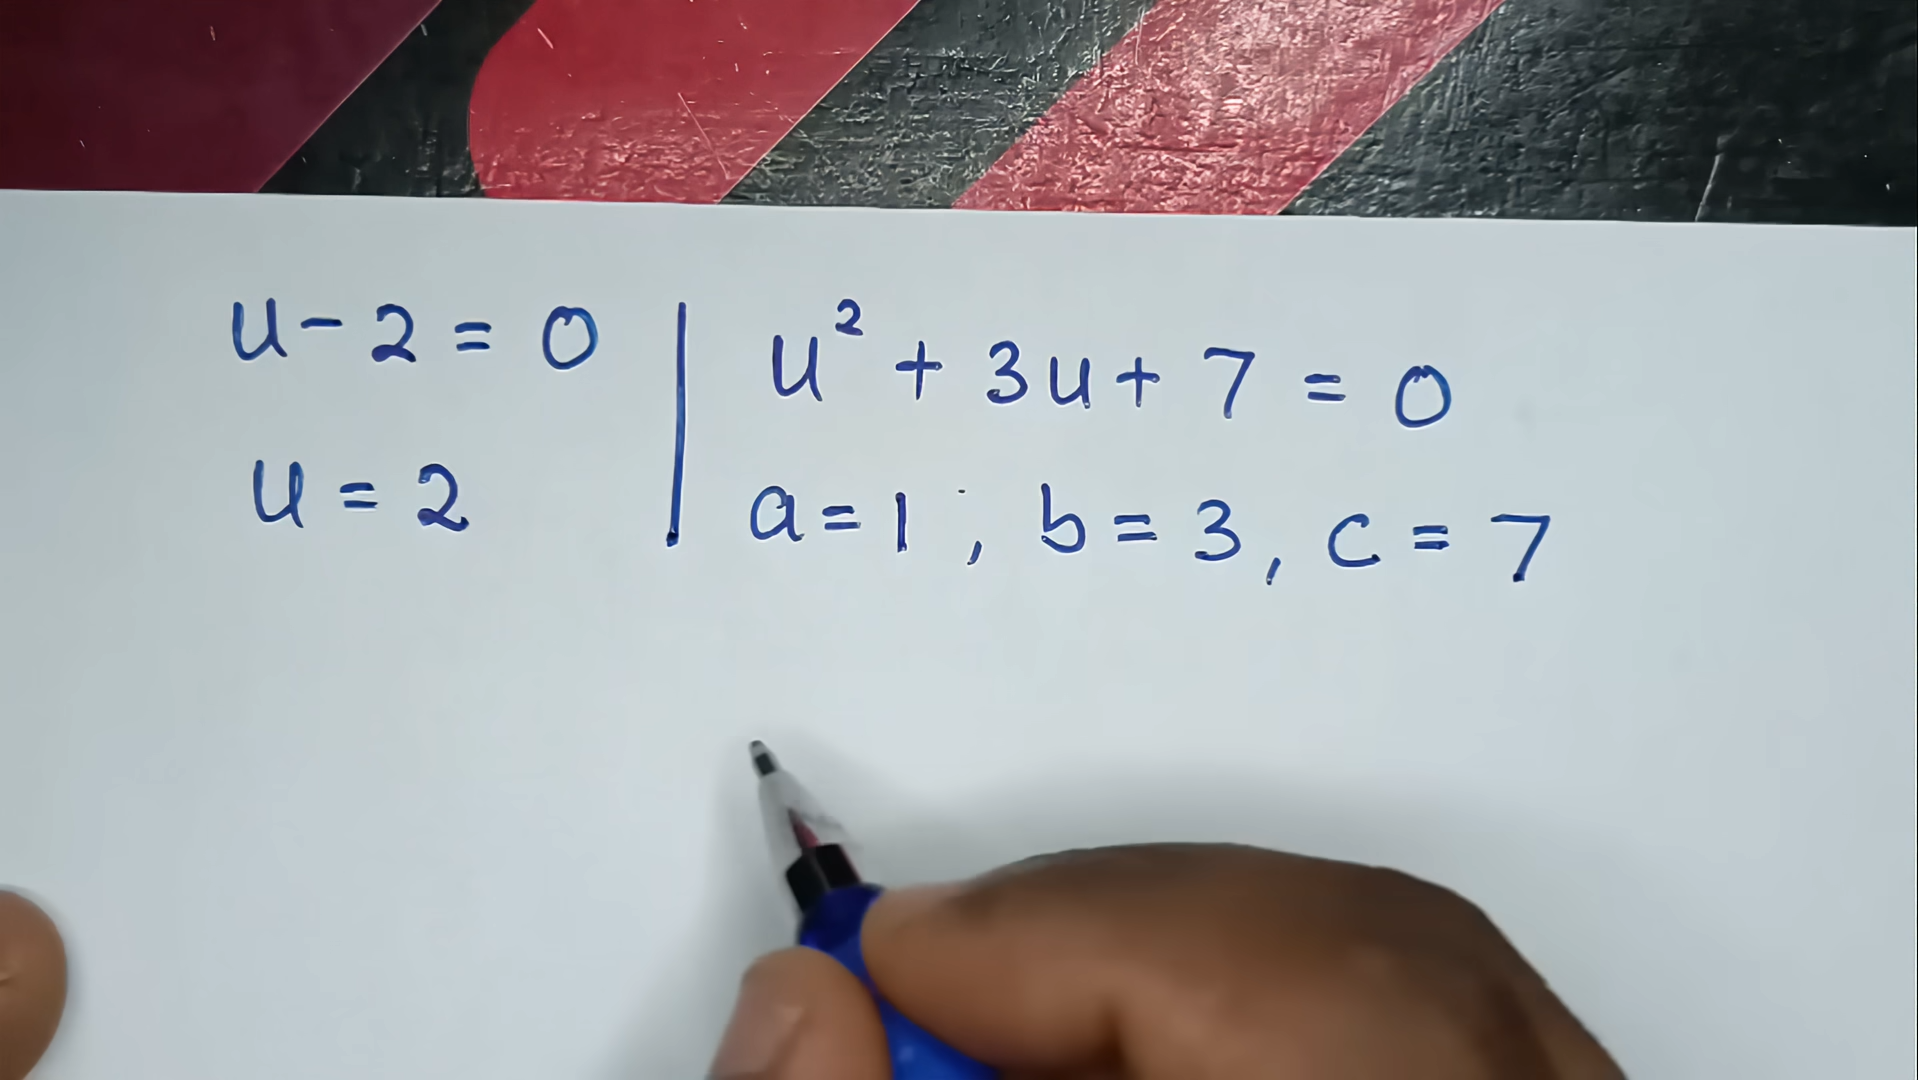 u - 2 = 0
u = 2
u² + 3u + 7 = 0
a = 1 ; b = 3 , c = 7